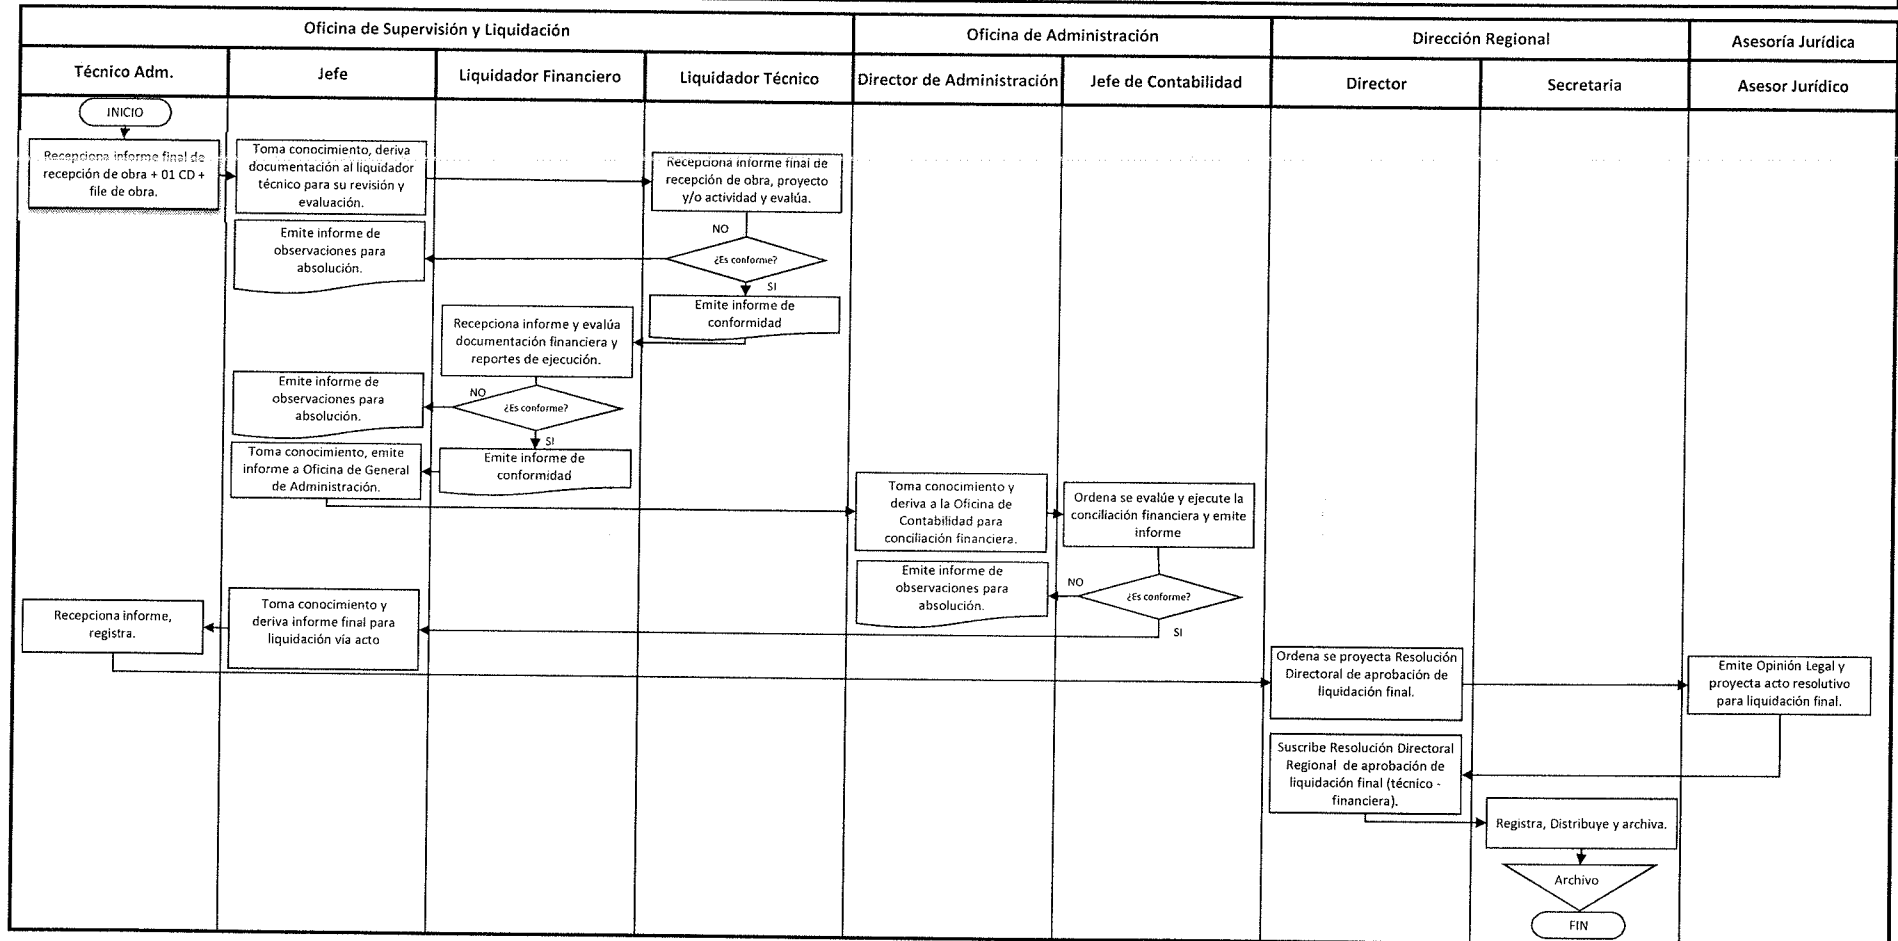 Oficina de Supervisión y Liquidación
Oficina de Administración
Dirección Regional
Asesoría Jurídica
Técnico Adm.
Jefe
Liquidador Financiero
Liquidador Técnico
Director de Administración
Jefe de Contabilidad
Director
Secretaria
Asesor Jurídico
INICIO
Recepciona informe final de
recepción de obra + 01 CD +
file de obra.
Toma conocimiento, deriva
documentación al liquidador
técnico para su revisión y
evaluación.
Recepciona informe final de
recepción de obra, proyecto
y/o actividad y evalúa.
NO
¿Es conforme?
SI
Emite informe de
observaciones para
absolución.
Emite informe de
conformidad
Recepciona informe y evalúa
documentación financiera y
reportes de ejecución.
NO
¿Es conforme?
SI
Emite informe de
observaciones para
absolución.
Emite informe de
conformidad
Toma conocimiento, emite
informe a Oficina de General
de Administración.
Toma conocimiento y
deriva a la Oficina de
Contabilidad para
conciliación financiera.
Ordena se evalúe y ejecute la
conciliación financiera y emite
informe
NO
¿Es conforme?
SI
Emite informe de
observaciones para
absolución.
Toma conocimiento y
deriva informe final para
liquidación vía acto
Recepciona informe,
registra.
Ordena se proyecta Resolución
Directoral de aprobación de
liquidación final.
Emite Opinión Legal y
proyecta acto resolutivo
para liquidación final.
Suscribe Resolución Directoral
Regional de aprobación de
liquidación final (técnico -
financiera).
Registra, Distribuye y archiva.
Archivo
FIN